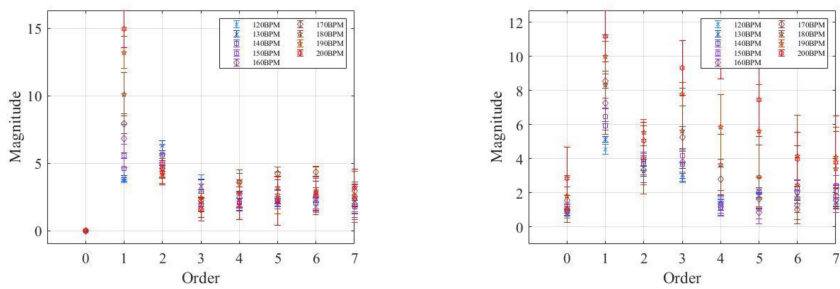 15
10
5
0
Magnitude
0 1 2 3 4 5 6 7
Order
120BPM 170BPM
130BPM 180BPM
140BPM 190BPM
150BPM 200BPM
160BPM
12
10
8
6
4
2
0
Magnitude
0 1 2 3 4 5 6 7
Order
120BPM 170BPM
130BPM 180BPM
140BPM 190BPM
150BPM 200BPM
160BPM